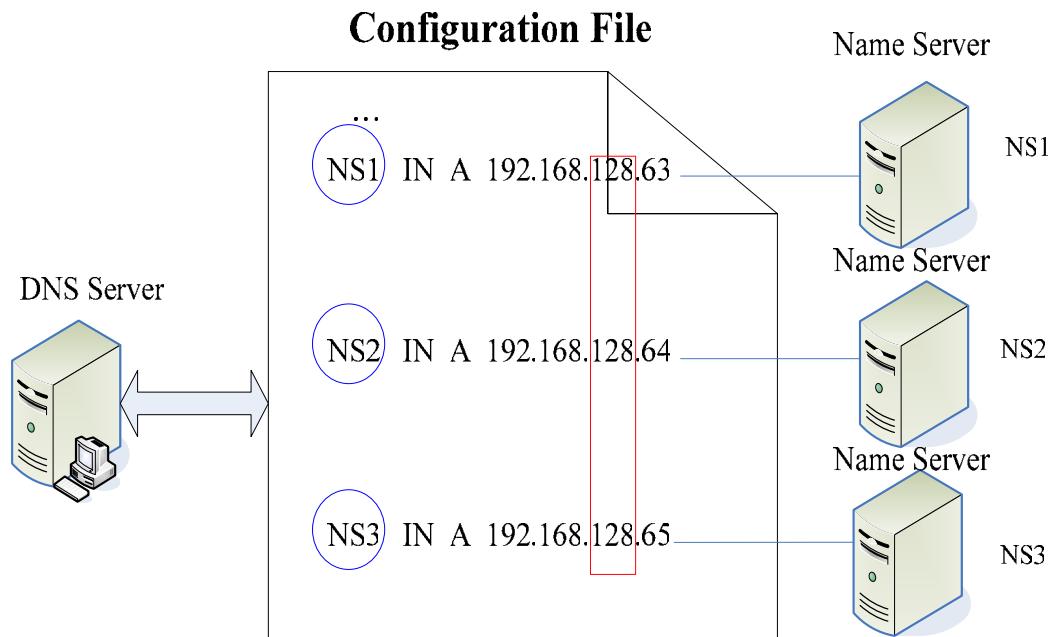 Configuration File
Name Server
...
NS1 IN A 192.168.128.63
NS1
Name Server
DNS Server
NS2 IN A 192.168.128.64
NS2
Name Server
NS3 IN A 192.168.128.65
NS3